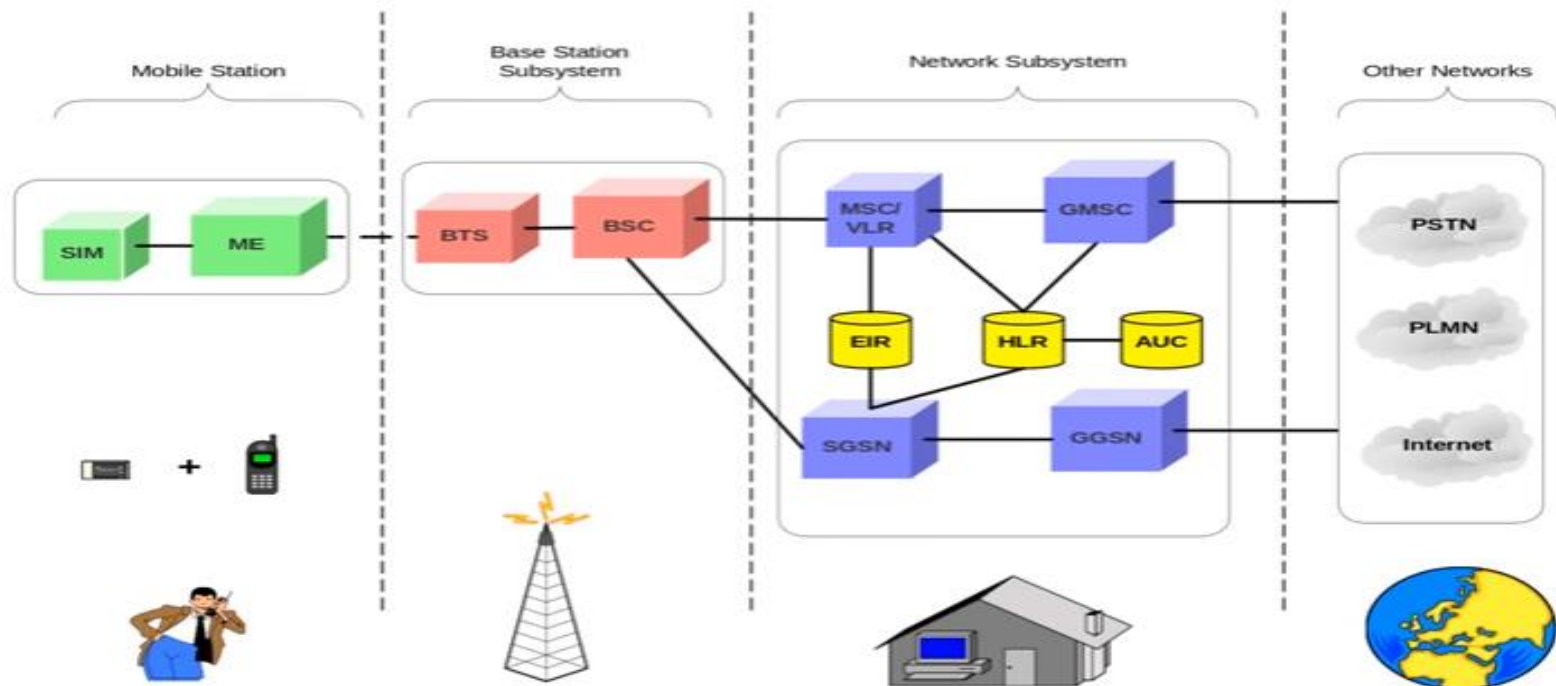 Mobile Station
Base Station
Subsystem
Network Subsystem
Other Networks
SIM
ME
BTS
BSC
MSC/
VLR
GMSC
PSTN
EIR
HLR
AUC
PLMN
SGSN
GGSN
Internet
+